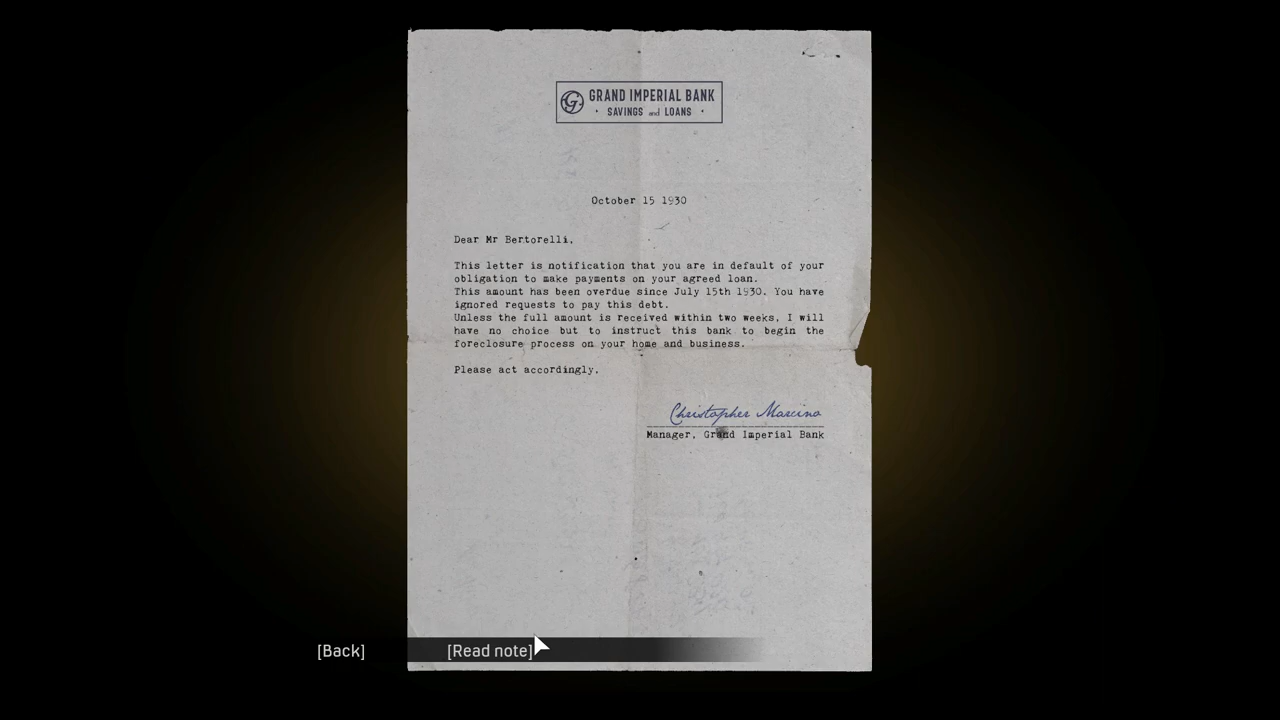 GRAND IMPERIAL BANK
· SAVINGS and LOANS ·
October 15 1930
Dear Mr Bertorelli,
This letter is notification that you are in default of your
obligation to make payments on your agreed loan.
This amount has been overdue since July 15th 1930. You have
ignored requests to pay this debt.
Unless the full amount is received within two weeks, I will
have no choice but to instruct this bank to begin the
foreclosure process on your home and business.
Please act accordingly.
Christopher Marcino
Manager, Grand Imperial Bank
[Back] [Read note]